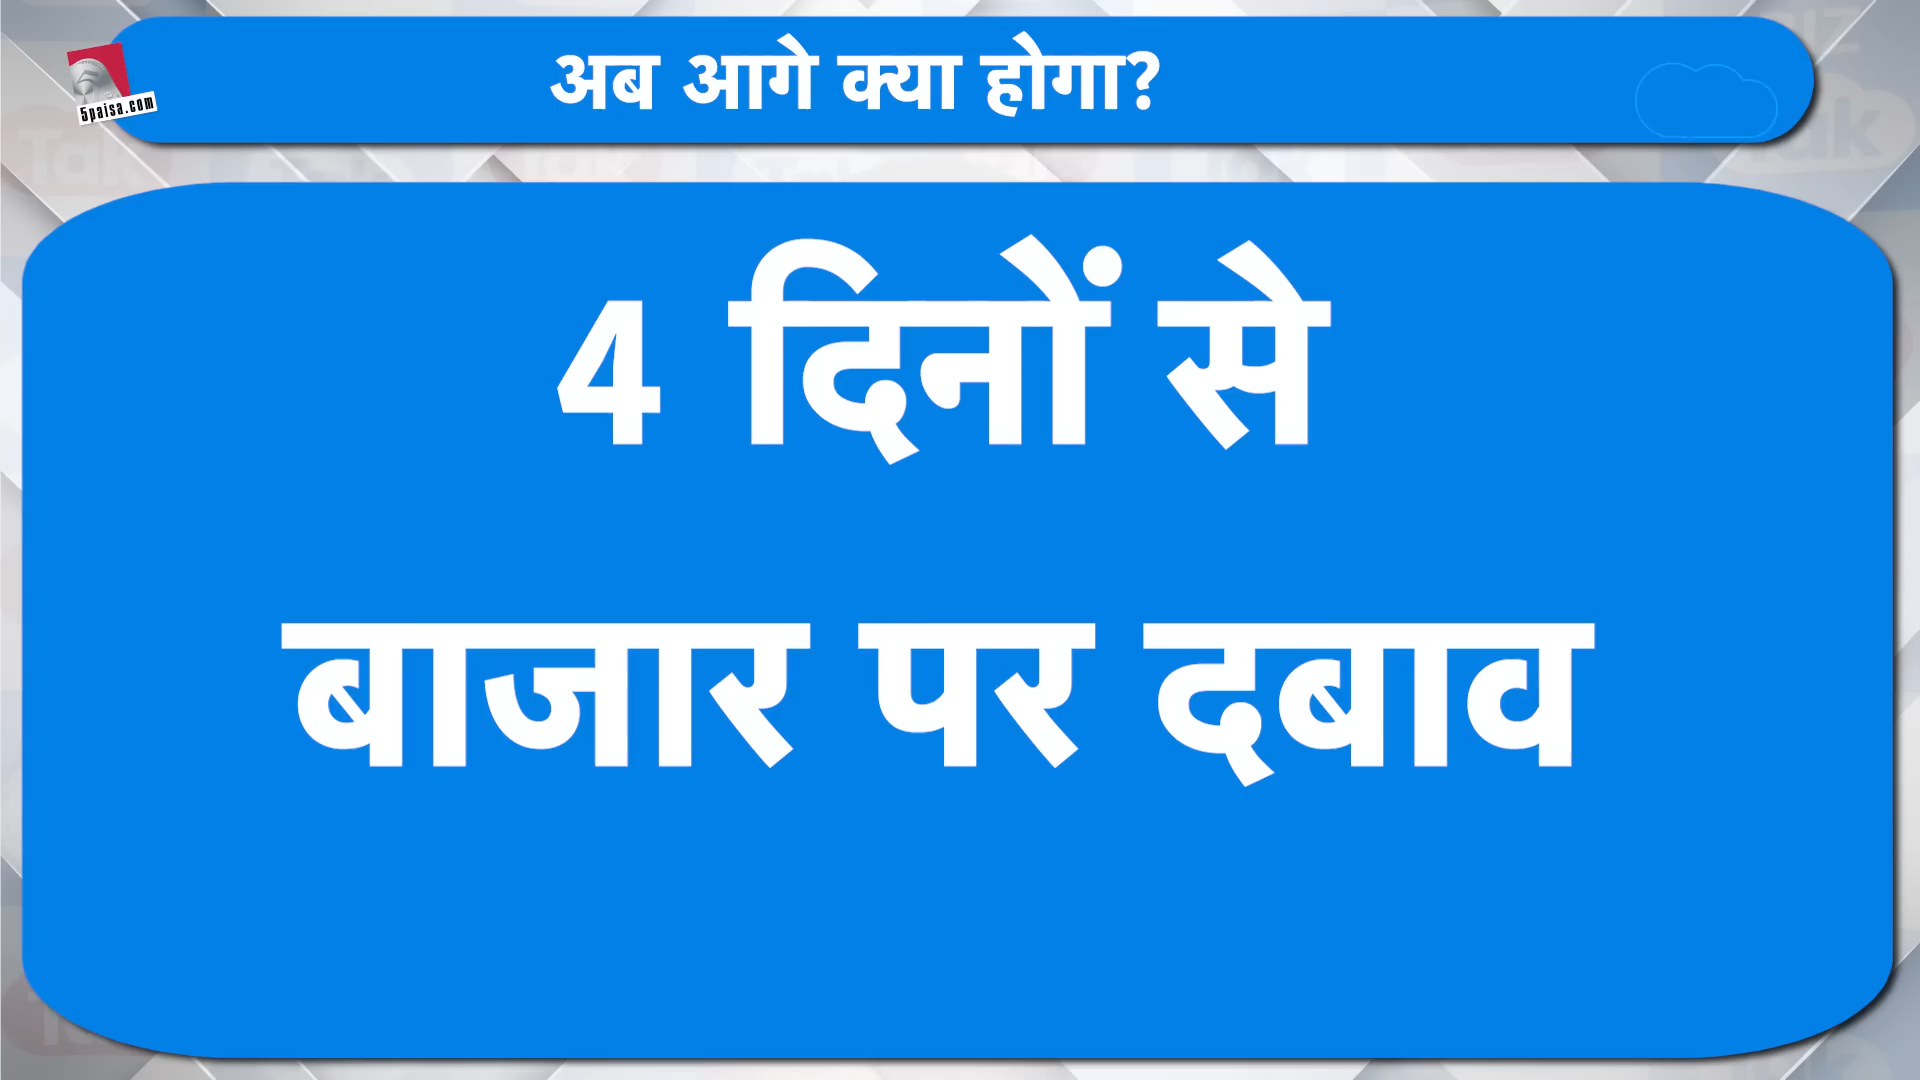 अब आगे क्या होगा?
5paisa.com
4 दिनों से
बाजार पर दबाव